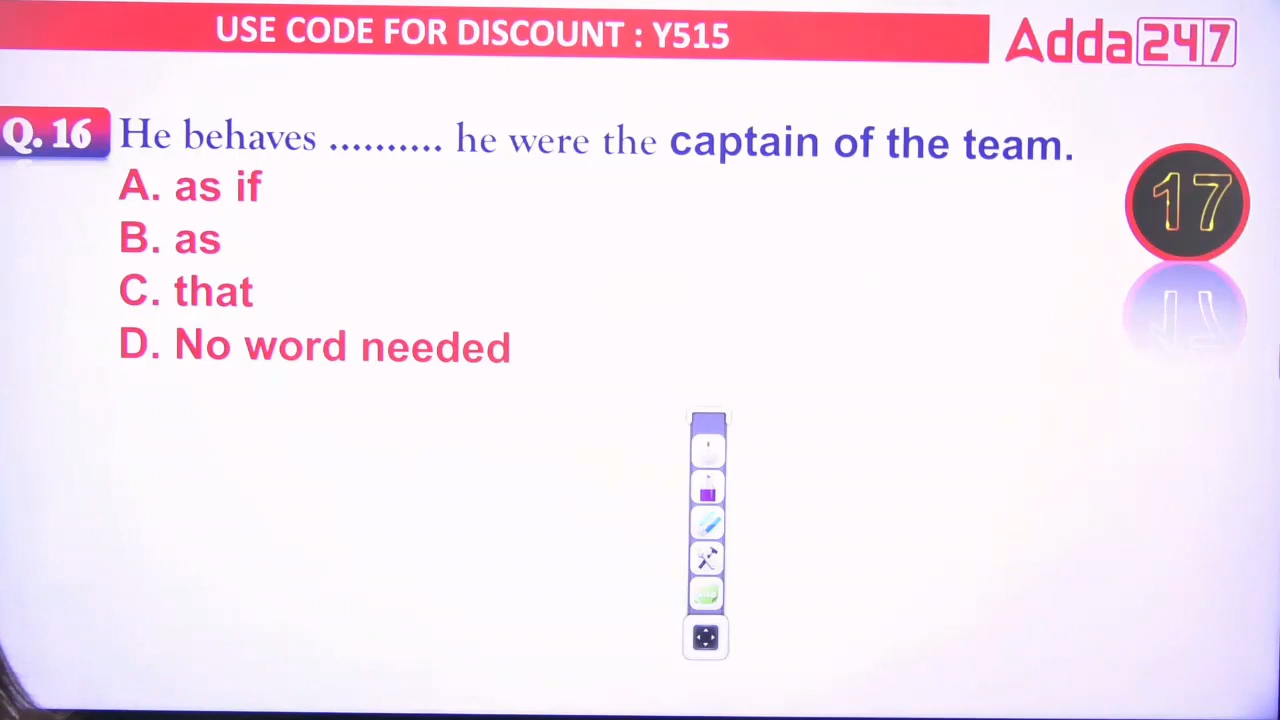 USE CODE FOR DISCOUNT : Y515
Adda247
Q. 16 He behaves .......... he were the captain of the team.
A. as if
B. as
C. that
D. No word needed
17